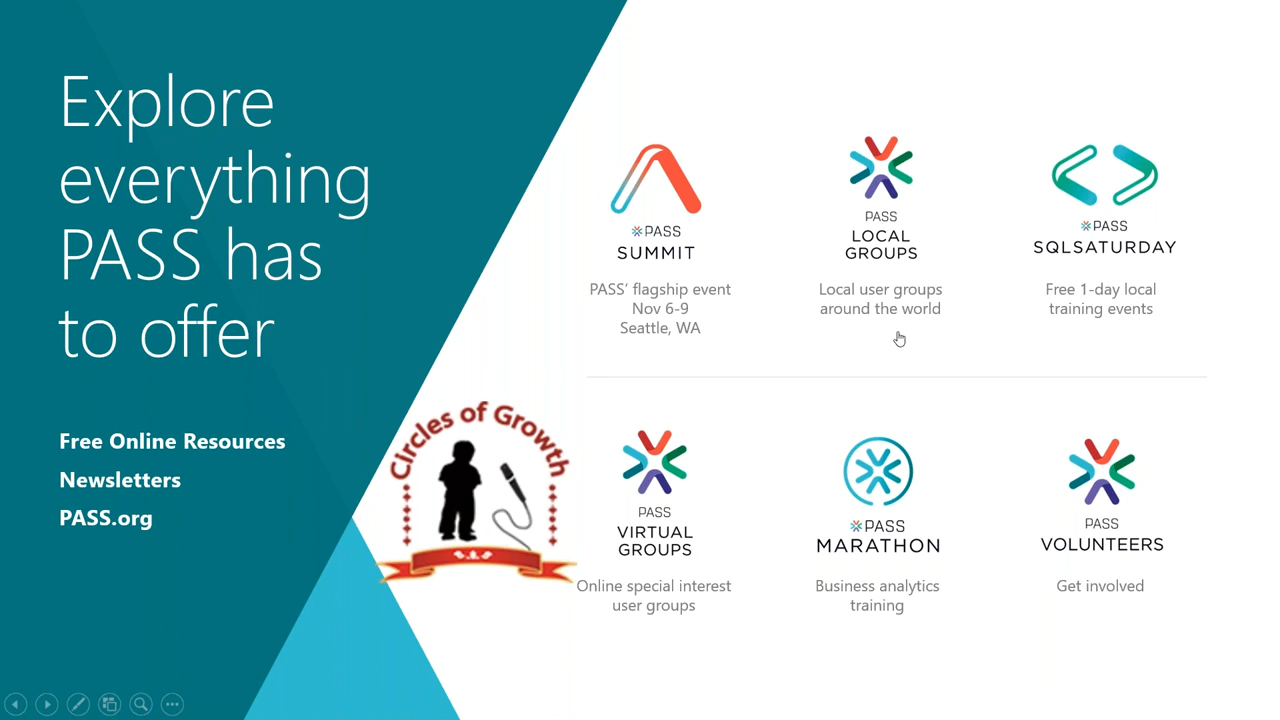 Explore
everything
PASS has
to offer
Free Online Resources
Newsletters
PASS.org
PASS
SUMMIT
PASS' flagship event
Nov 6-9
Seattle, WA
PASS
LOCAL
GROUPS
Local user groups
around the world
PASS
SQLSATURDAY
Free 1-day local
training events
Circles of Growth
PASS
VIRTUAL
GROUPS
Online special interest
user groups
PASS
MARATHON
Business analytics
training
PASS
VOLUNTEERS
Get involved